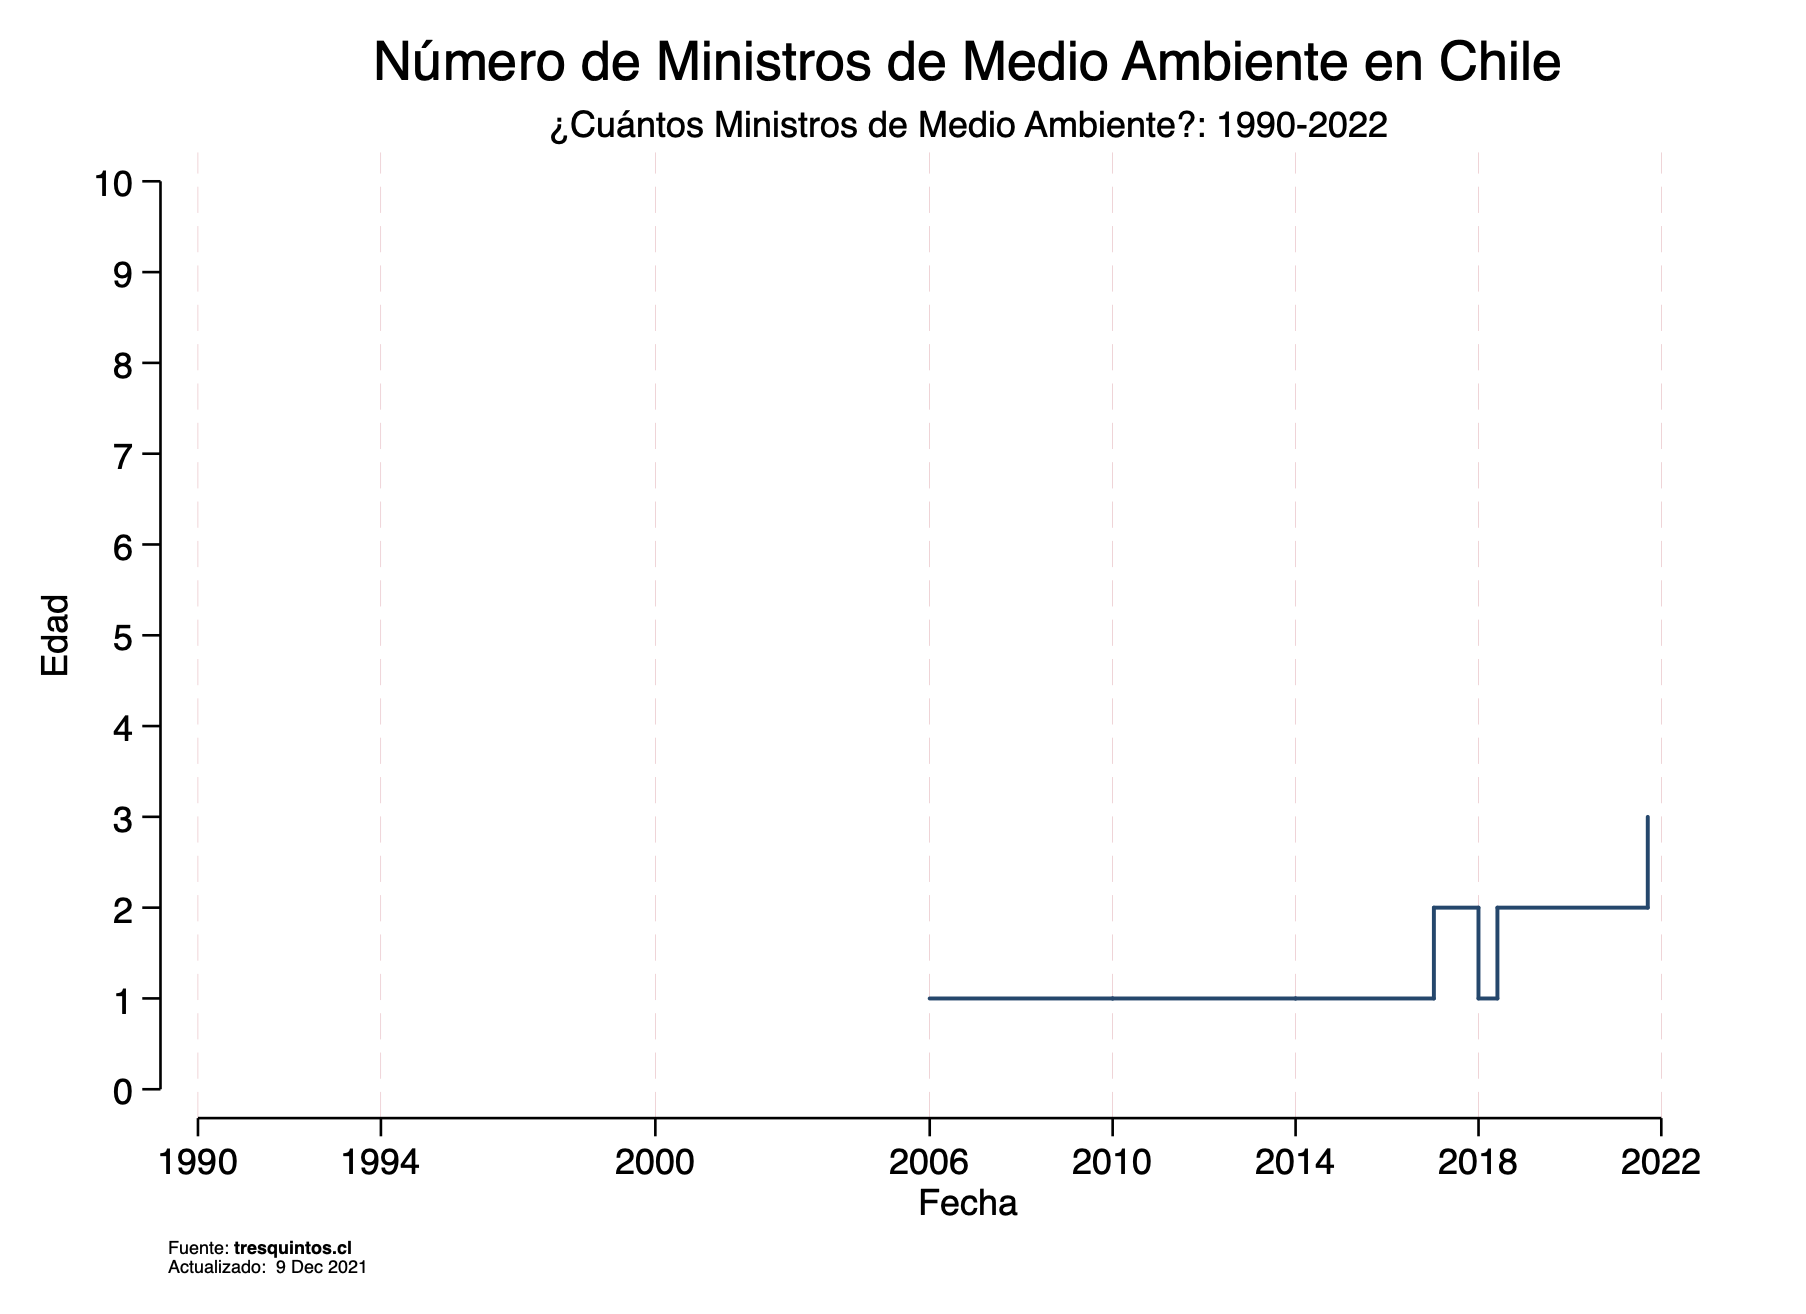 Número de Ministros de Medio Ambiente en Chile
¿Cuántos Ministros de Medio Ambiente?: 1990-2022
10
9
8
7
6
5
4
3
2
1
0
Edad
1990 1994 2000 2006 2010 2014 2018 2022
Fecha
Fuente: tresquintos.cl
Actualizado: 9 Dec 2021